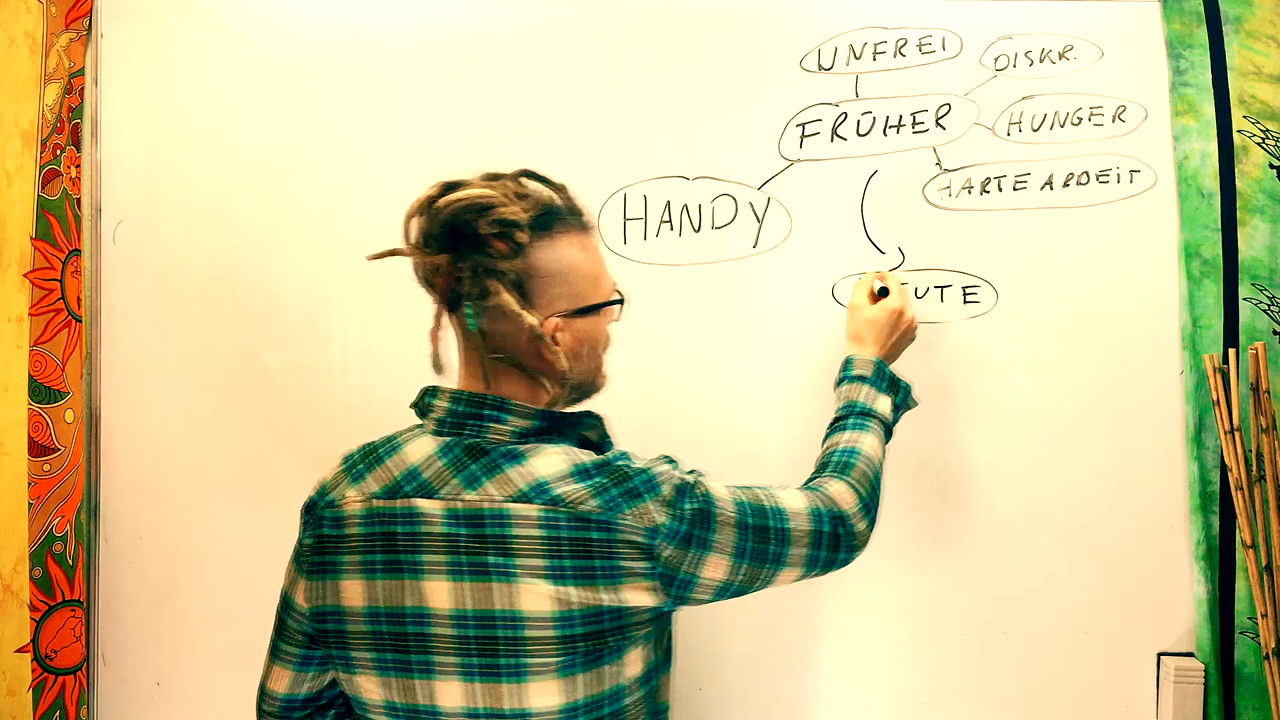 UNFREI
DISKR.
FRÜHER
HUNGER
HARTE ARBEIT
HANDY